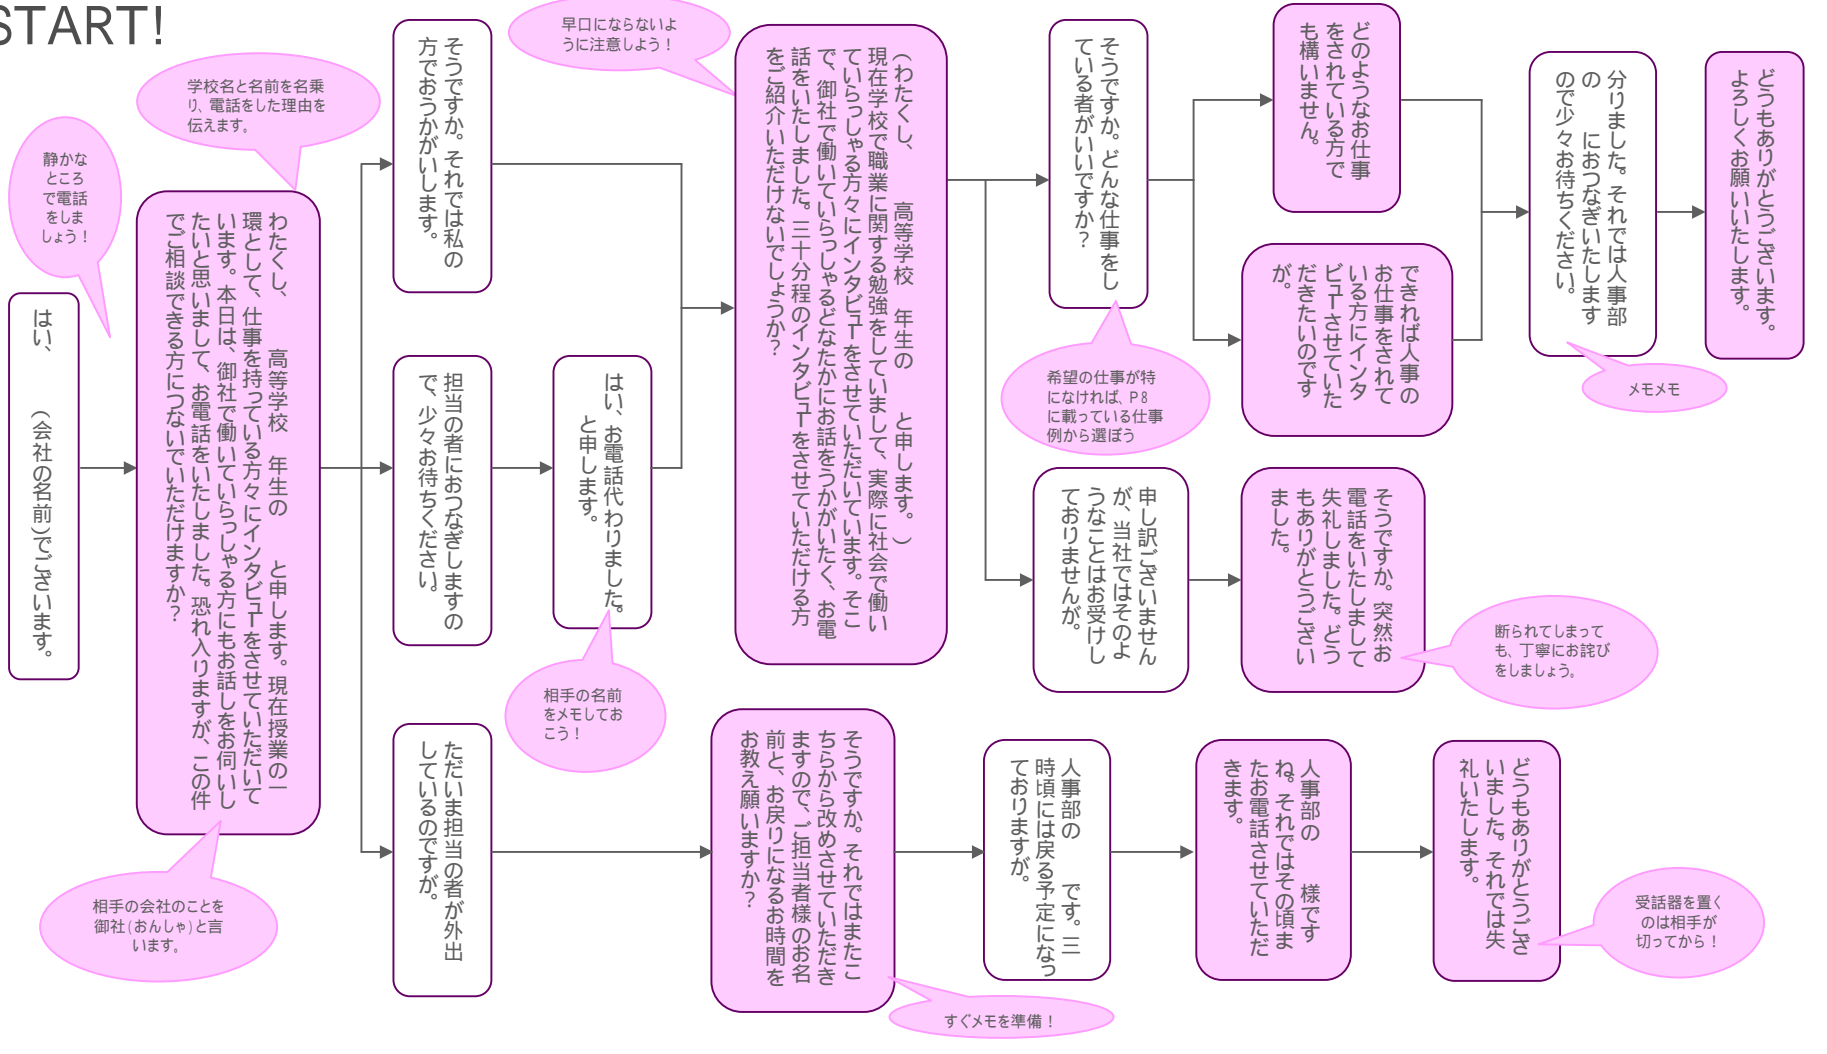 START!
静かな
ところ
で電話
をしま
しょう！
はい、　　（会社の名前）でございます。
学校名と名前を名乗
り、電話をした理由を
伝えます。
わたくし、　　高等学校　年生の　　と申します。現在授業の一
環として、仕事を持っている方々にインタビューをさせていただいて
います。本日は、御社で働いていらっしゃる方にもお話しをお伺いし
たいと思いまして、お電話をいたしました。恐れ入りますが、この件
でご相談できる方につないでいただけますか？
相手の会社のことを
御社（おんしゃ）と言
います。
そうですか。それでは私の
方でおうかがいします。
担当の者におつなぎしますの
で、少々お待ちください。
はい、お電話代わりました。
と申します。
相手の名前
をメモしてお
こう！
ただいま担当の者が外出
しているのですが。
早口にならないよ
うに注意しよう！
（わたくし、　　高等学校　年生の　　と申します。）
現在学校で職業に関する勉強をしていまして、実際に社会で働い
ていらっしゃる方々にインタビューをさせていただいています。そこ
で、御社で働いていらっしゃるどなたかにお話をうかがいたく、お電
話をいたしました。三十分程のインタビューをさせていただける方
をご紹介いただけないでしょうか？
そうですか。どんな仕事をし
ている者がいいですか？
希望の仕事が特
になければ、P8
に載っている仕事
例から選ぼう
どのようなお仕事
をされている方で
も構いません。
できれば人事の
お仕事をされて
いる方にインタ
ビューさせていた
だきたいのです
が。
分りました。それでは人事部
の　　におつなぎいたします
ので少々お待ちください。
メモメモ
どうもありがとうございます。
よろしくお願いいたします。
申し訳ございません
が、当社ではそのよ
うなことはお受けし
ておりませんが。
そうですか。突然お
電話をいたしまして
失礼しました。どう
もありがとうござい
ました。
断られてしまって
も、丁寧にお詫び
をしましょう。
そうですか。それではまたこ
ちらから改めさせていただき
ますので、ご担当者様のお名
前と、お戻りになるお時間を
お教え願いますか？
すぐメモを準備！
人事部の　　です。三
時頃には戻る予定になっ
ておりますが。
人事部の　　様です
ね。それではその頃ま
たお電話させていただ
きます。
どうもありがとうござ
いました。それでは失
礼いたします。
受話器を置く
のは相手が
切ってから！